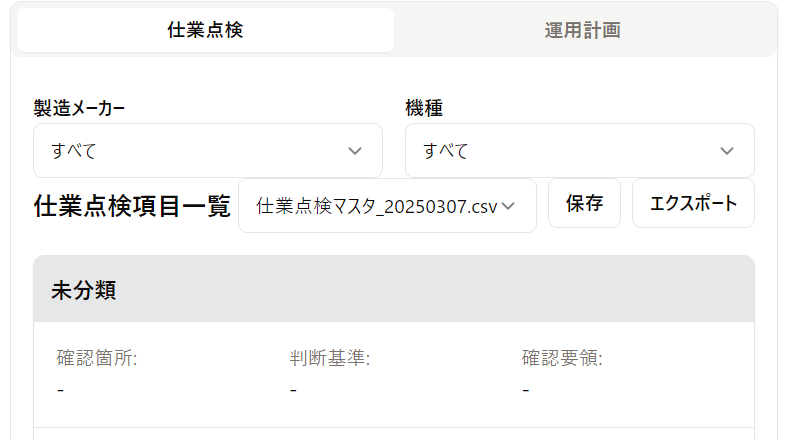 仕業点検 運用計画
製造メーカー 機種
すべて すべて
仕業点検項目一覧 仕業点検マスタ_20250307.csv 保存 エクスポート
未分類
確認箇所: 判断基準: 確認要領:
- - -